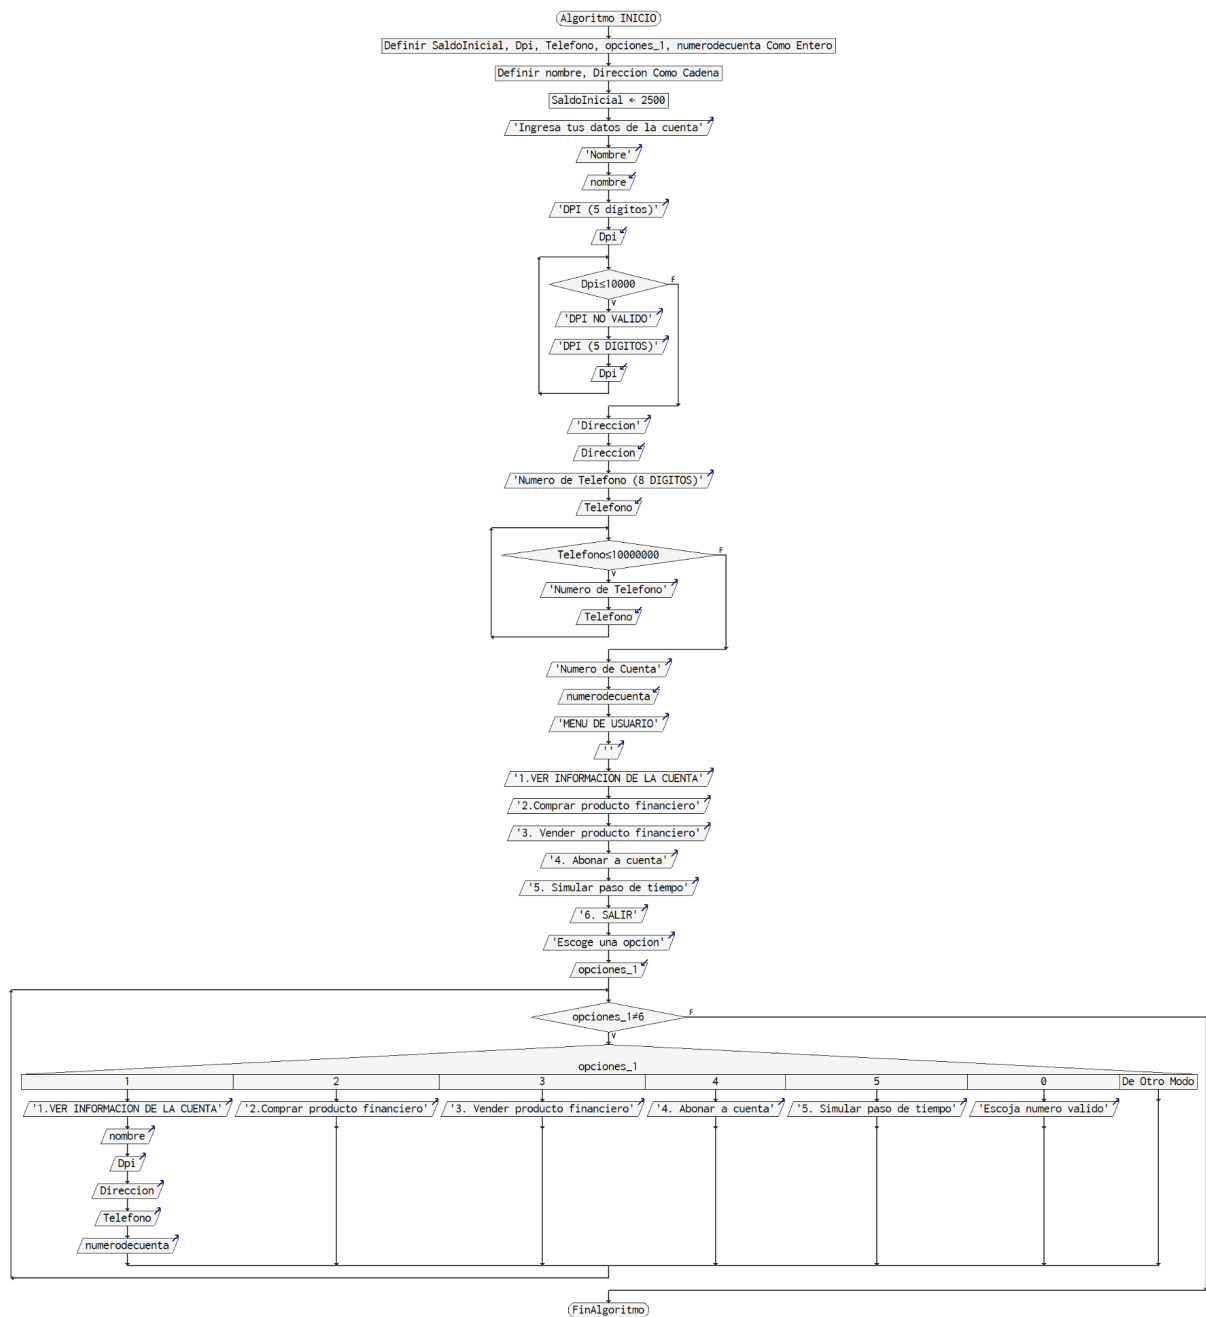 Algoritmo INICIO
Definir SaldoInicial, Dpi, Telefono, opciones_1, numerodecuenta Como Entero
Definir nombre, Direccion Como Cadena
SaldoInicial ← 2500
'Ingresa tus datos de la cuenta'
'Nombre'
nombre
'DPI (5 digitos)'
Dpi
Dpi≤10000
F
V
'DPI NO VALIDO'
'DPI (5 DIGITOS)'
Dpi
'Direccion'
Direccion
'Numero de Telefono (8 DIGITOS)'
Telefono
Telefono≤10000000
F
V
'Numero de Telefono'
Telefono
'Numero de Cuenta'
numerodecuenta
'MENU DE USUARIO'
''
'1.VER INFORMACION DE LA CUENTA'
'2.Comprar producto financiero'
'3. Vender producto financiero'
'4. Abonar a cuenta'
'5. Simular paso de tiempo'
'6. SALIR'
'Escoge una opcion'
opciones_1
opciones_1≠6
F
V
opciones_1
1 2 3 4 5 0 De Otro Modo
'1.VER INFORMACION DE LA CUENTA' '2.Comprar producto financiero' '3. Vender producto financiero' '4. Abonar a cuenta' '5. Simular paso de tiempo' 'Escoja numero valido'
nombre
Dpi
Direccion
Telefono
numerodecuenta
FinAlgoritmo